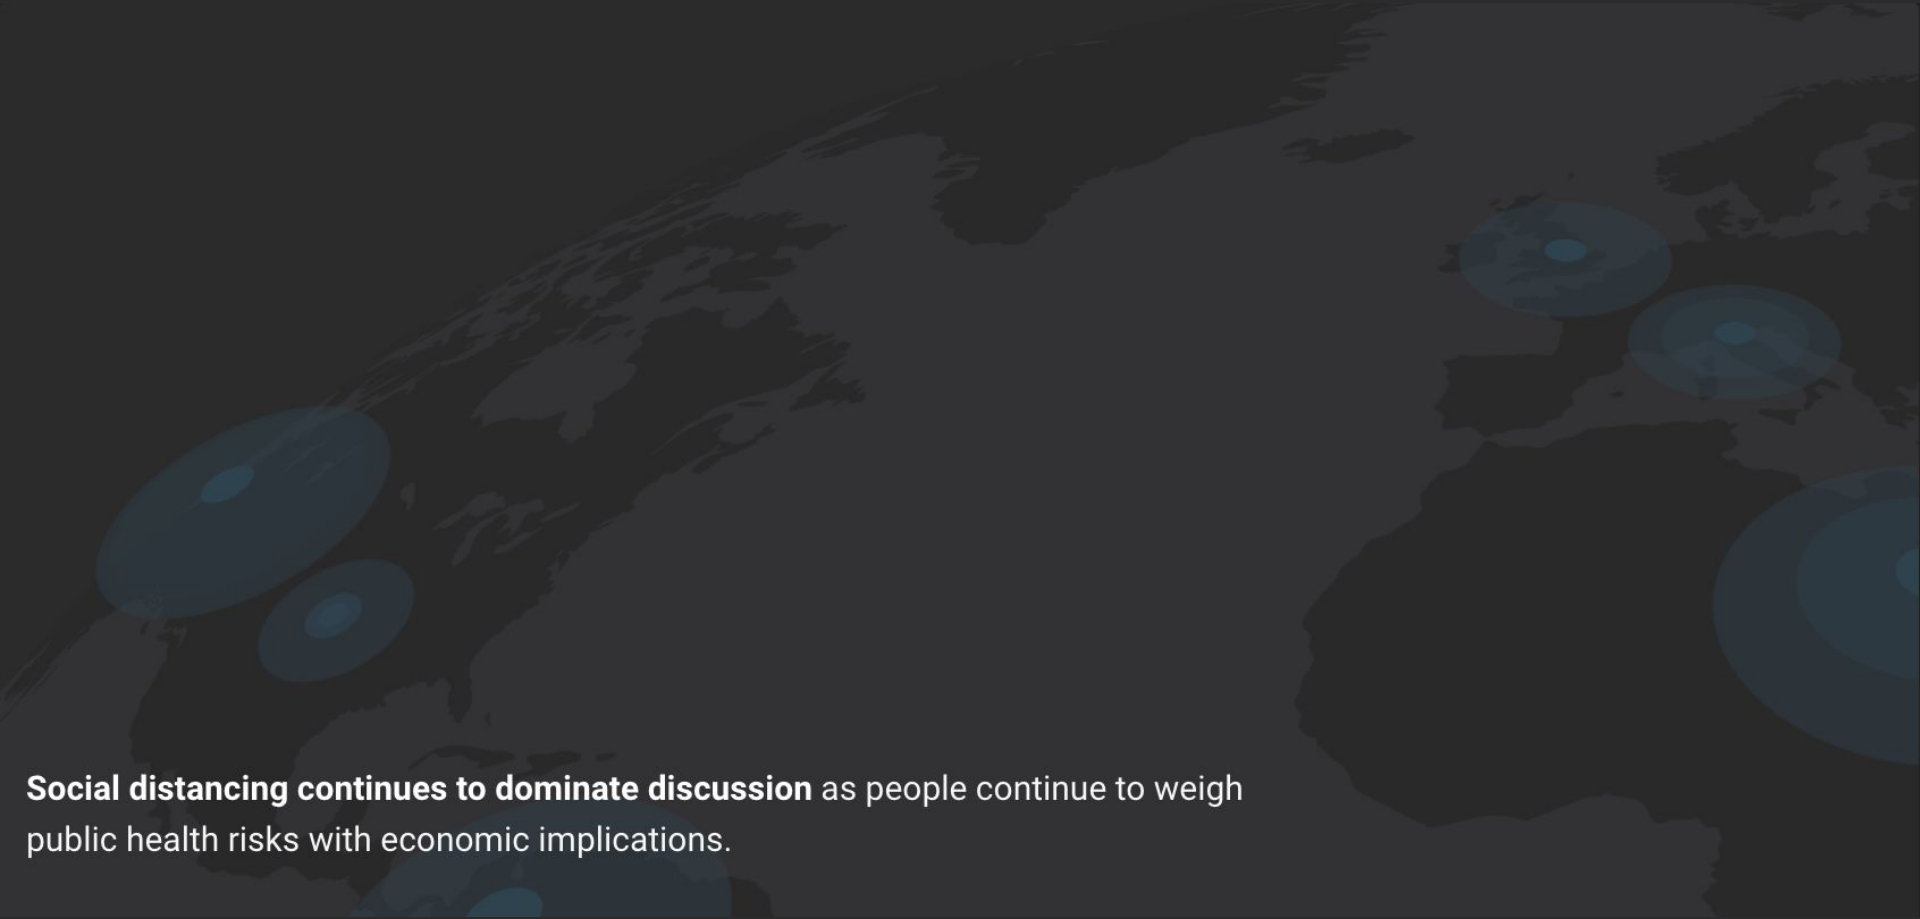 Social distancing continues to dominate discussion as people continue to weigh
public health risks with economic implications.